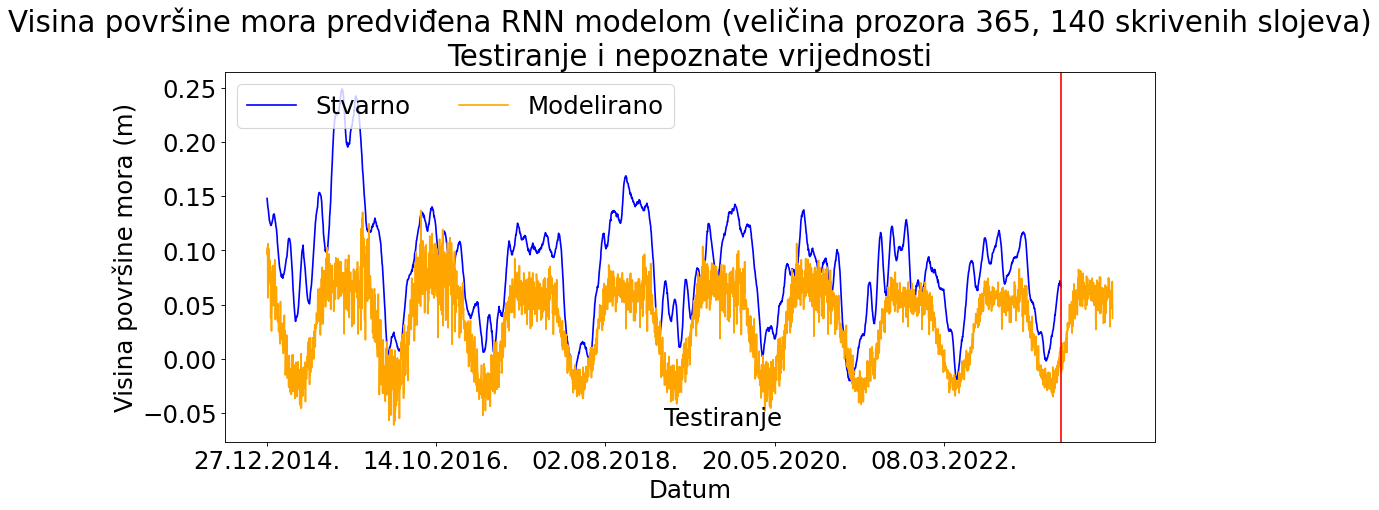 Visina površine mora predviđena RNN modelom (veličina prozora 365, 140 skrivenih slojeva)
Testiranje i nepoznate vrijednosti
Stvarno
Modelirano
Visina površine mora (m)
0.25
0.20
0.15
0.10
0.05
0.00
−0.05
Testiranje
27.12.2014.
14.10.2016.
02.08.2018.
20.05.2020.
08.03.2022.
Datum